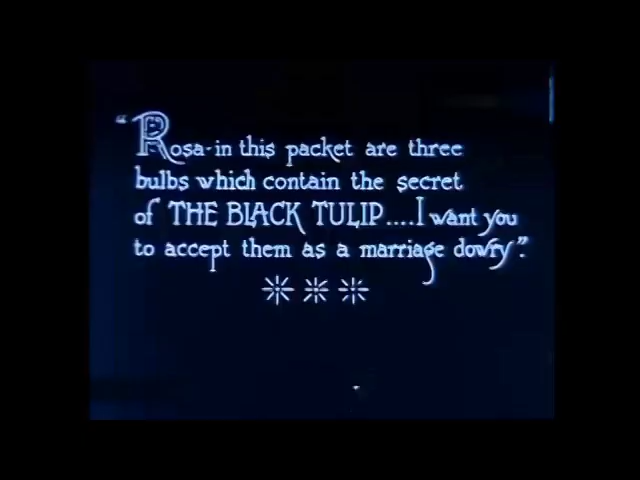 "Rosa-in this packet are three
bulbs which contain the secret
of THE BLACK TULIP....I want you
to accept them as a marriage dowry".